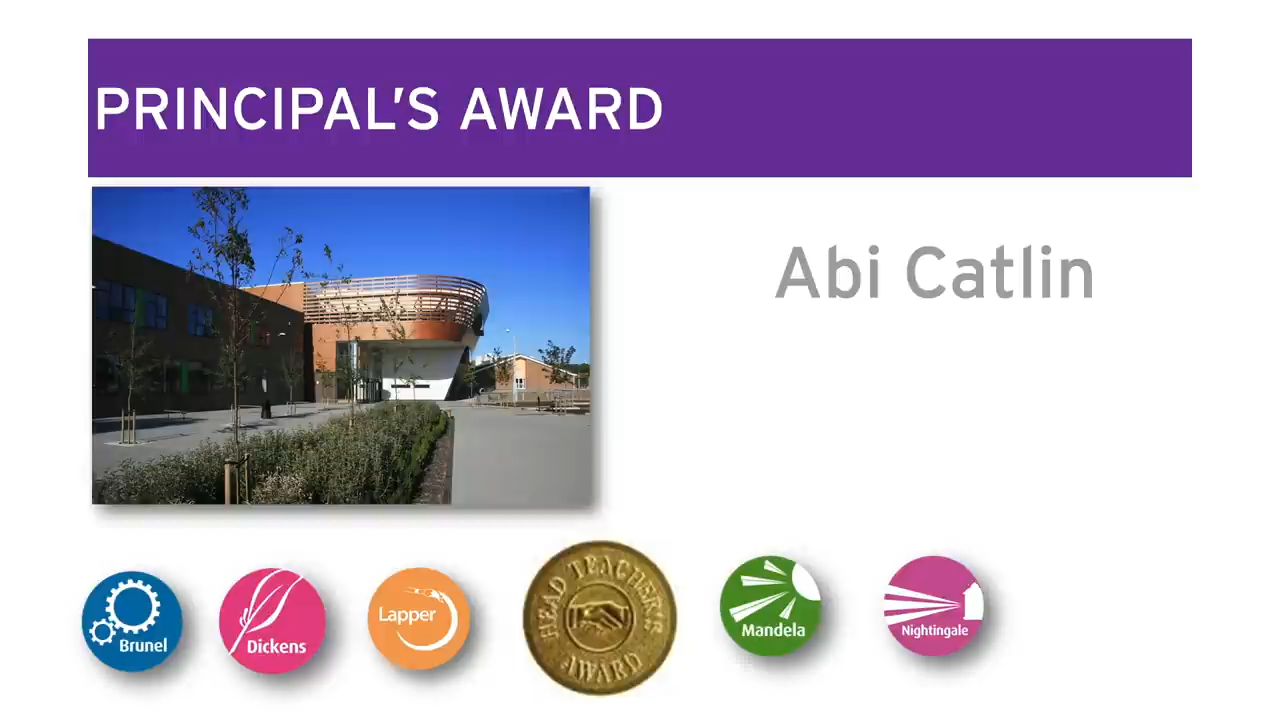 PRINCIPAL'S AWARD
Abi Catlin
Brunel
Dickens
Lapper
HEAD TEACHER'S
AWARD
Mandela
Nightingale